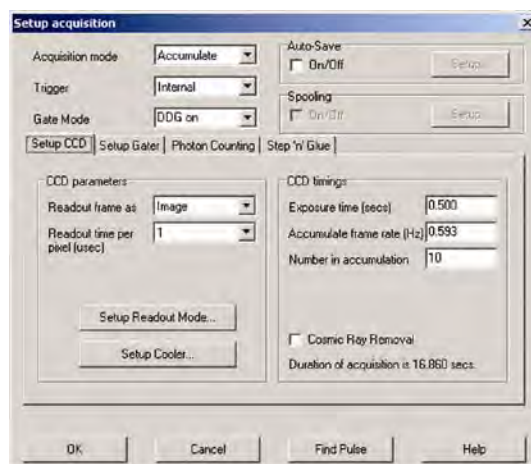 Setup acquisition
Acquisition mode
Accumulate
Trigger
Internal
Gate Mode
DDG on
Auto-Save
On/Off
Setup...
Spooling
On/Off
Setup...
Setup CCD
Setup Gater
Photon Counting
Step 'n' Glue
CCD parameters
Readout frame as
Image
Readout time per
pixel (usec)
1
Setup Readout Mode...
Setup Cooler...
CCD timings
Exposure time (secs)
0.500
Accumulate frame rate (Hz)
0.593
Number in accumulation
10
Cosmic Ray Removal
Duration of acquisition is 16.860 secs.
OK
Cancel
Find Pulse
Help